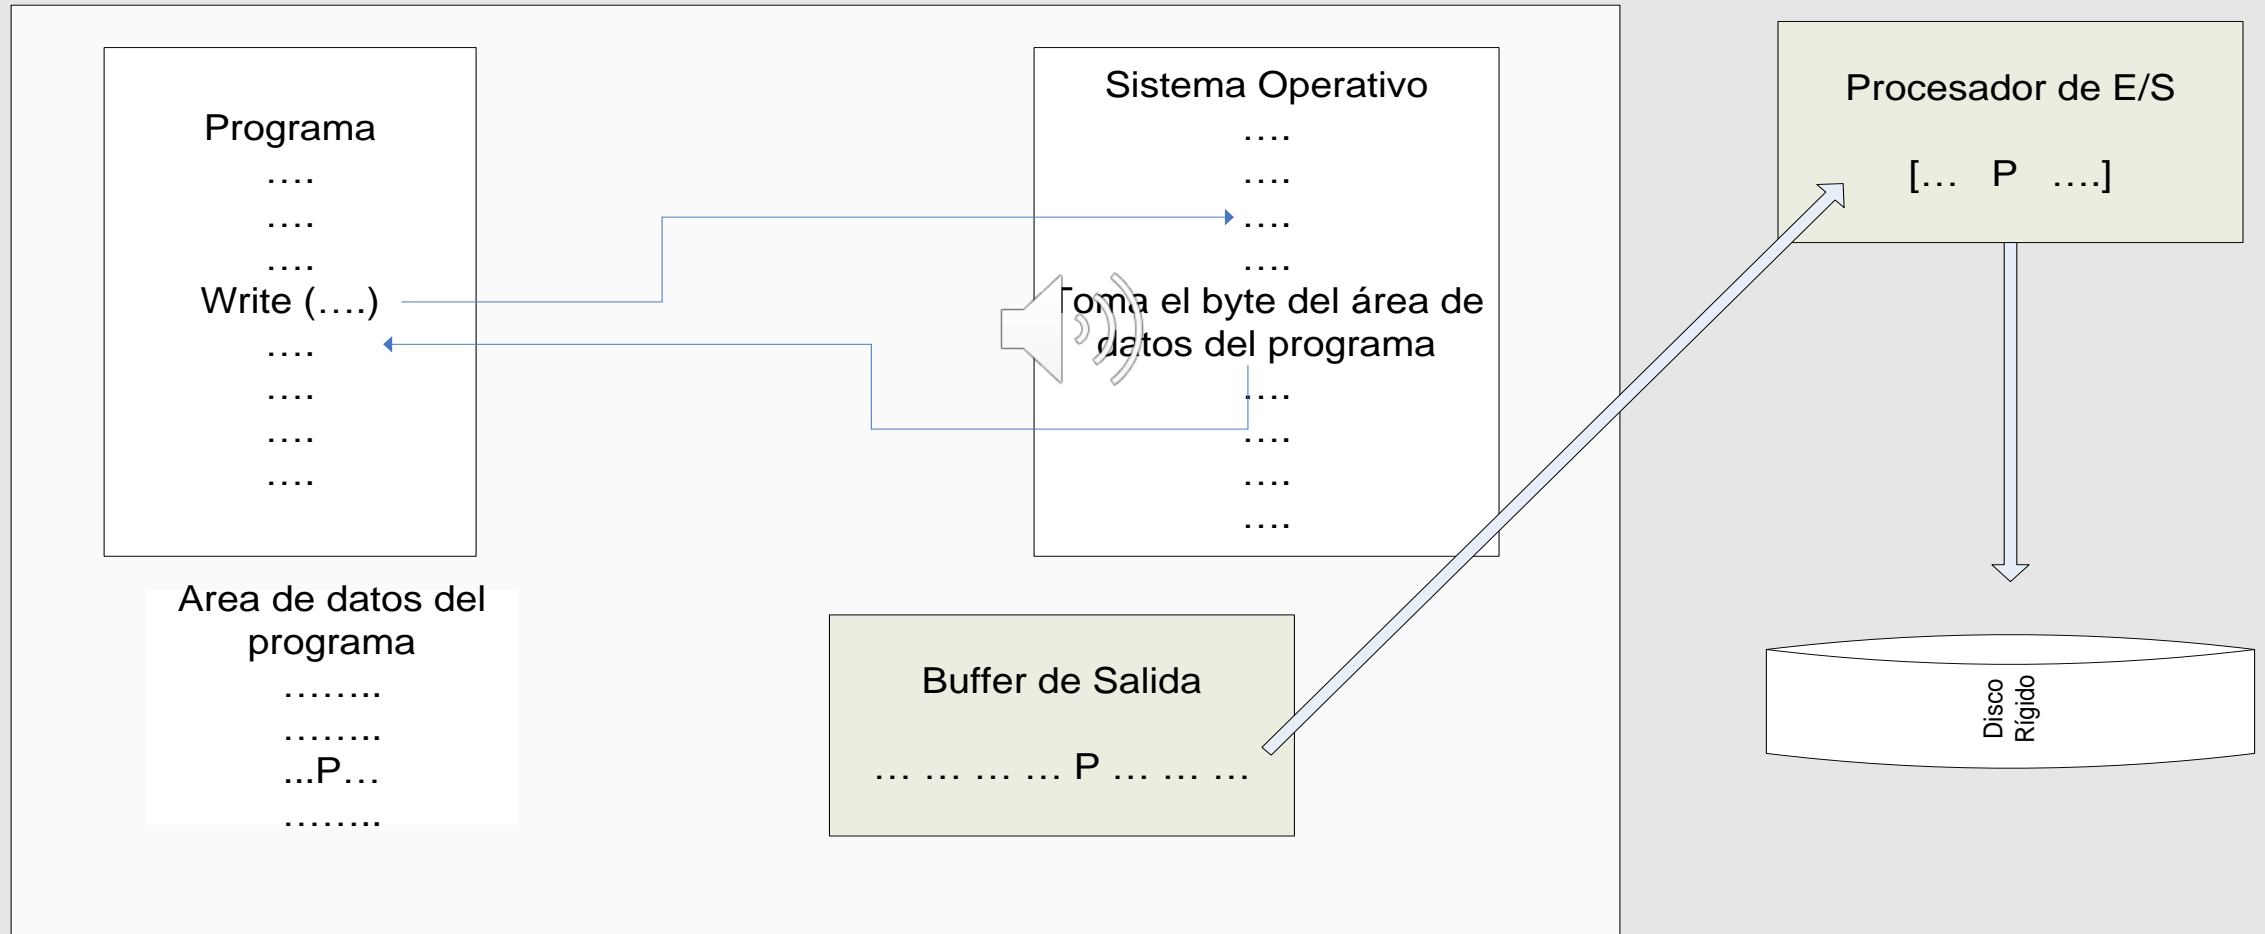 Programa
….
….
….
Write (….)
….
….
….
….
Area de datos del
programa
……..
……..
...P…
……..
Sistema Operativo
….
….
….
….
Toma el byte del área de
datos del programa
….
….
….
….
Buffer de Salida
… … … … P … … …
Procesador de E/S
[… P ….]
Disco
Rígido